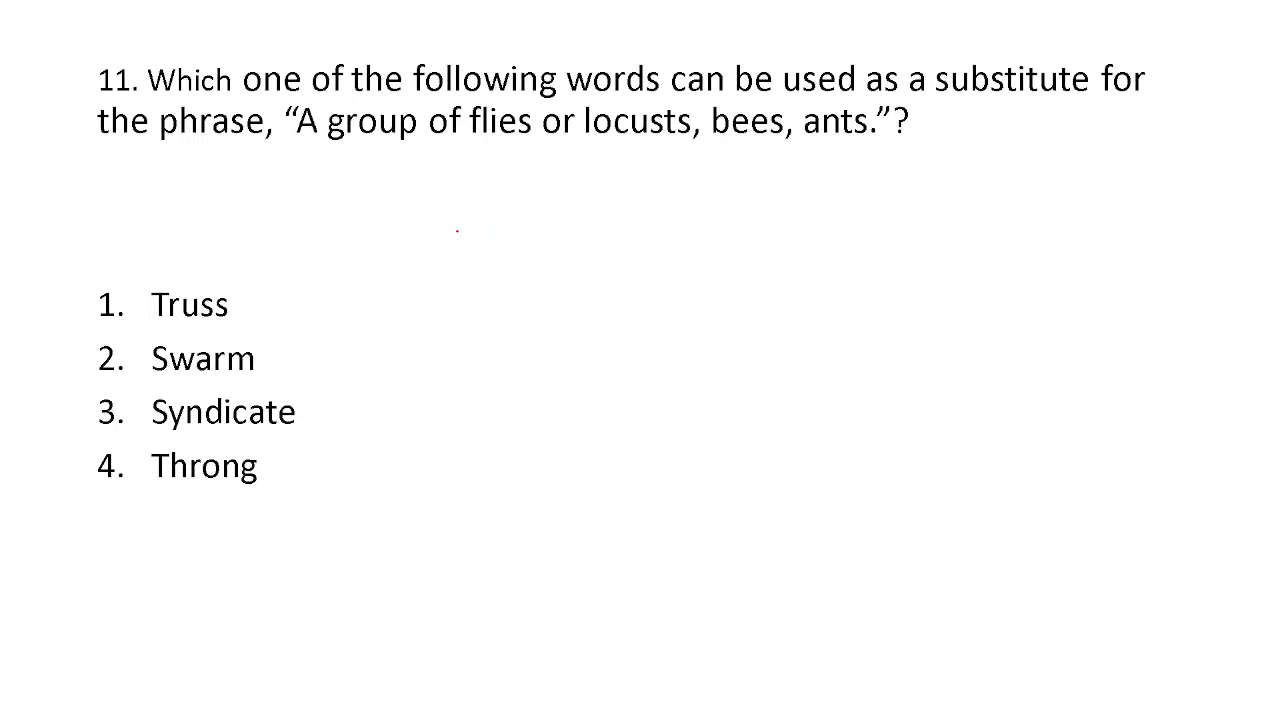 11. Which one of the following words can be used as a substitute for
the phrase, “A group of flies or locusts, bees, ants.”?
1. Truss
2. Swarm
3. Syndicate
4. Throng